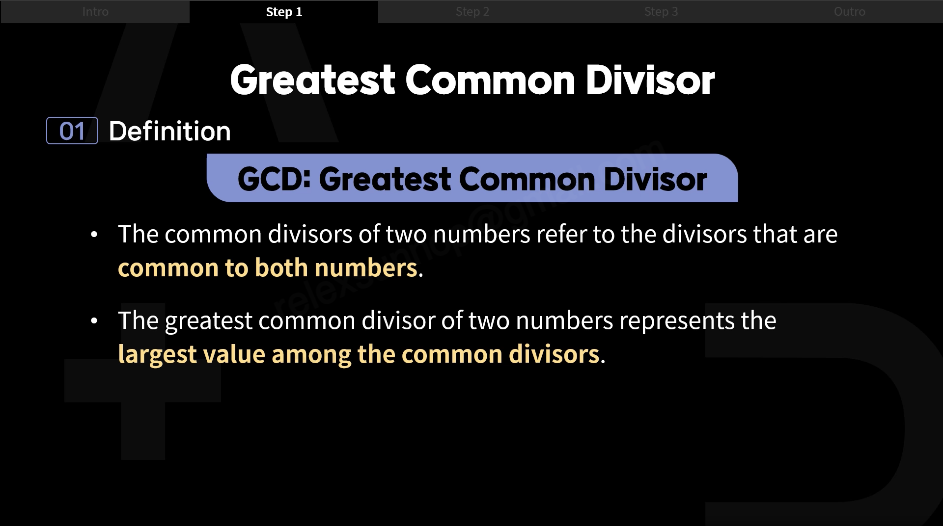 Intro Step 1 Step 2 Step 3 Outro
Greatest Common Divisor
01 Definition
GCD: Greatest Common Divisor
• The common divisors of two numbers refer to the divisors that are
common to both numbers.
• The greatest common divisor of two numbers represents the
largest value among the common divisors.